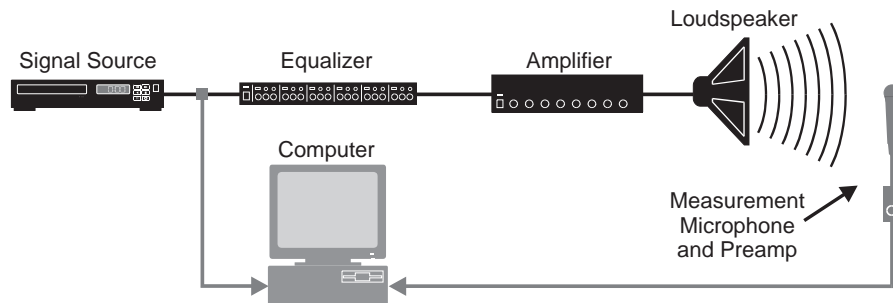 Loudspeaker
Signal Source
Equalizer
Amplifier
Computer
Measurement
Microphone
and Preamp